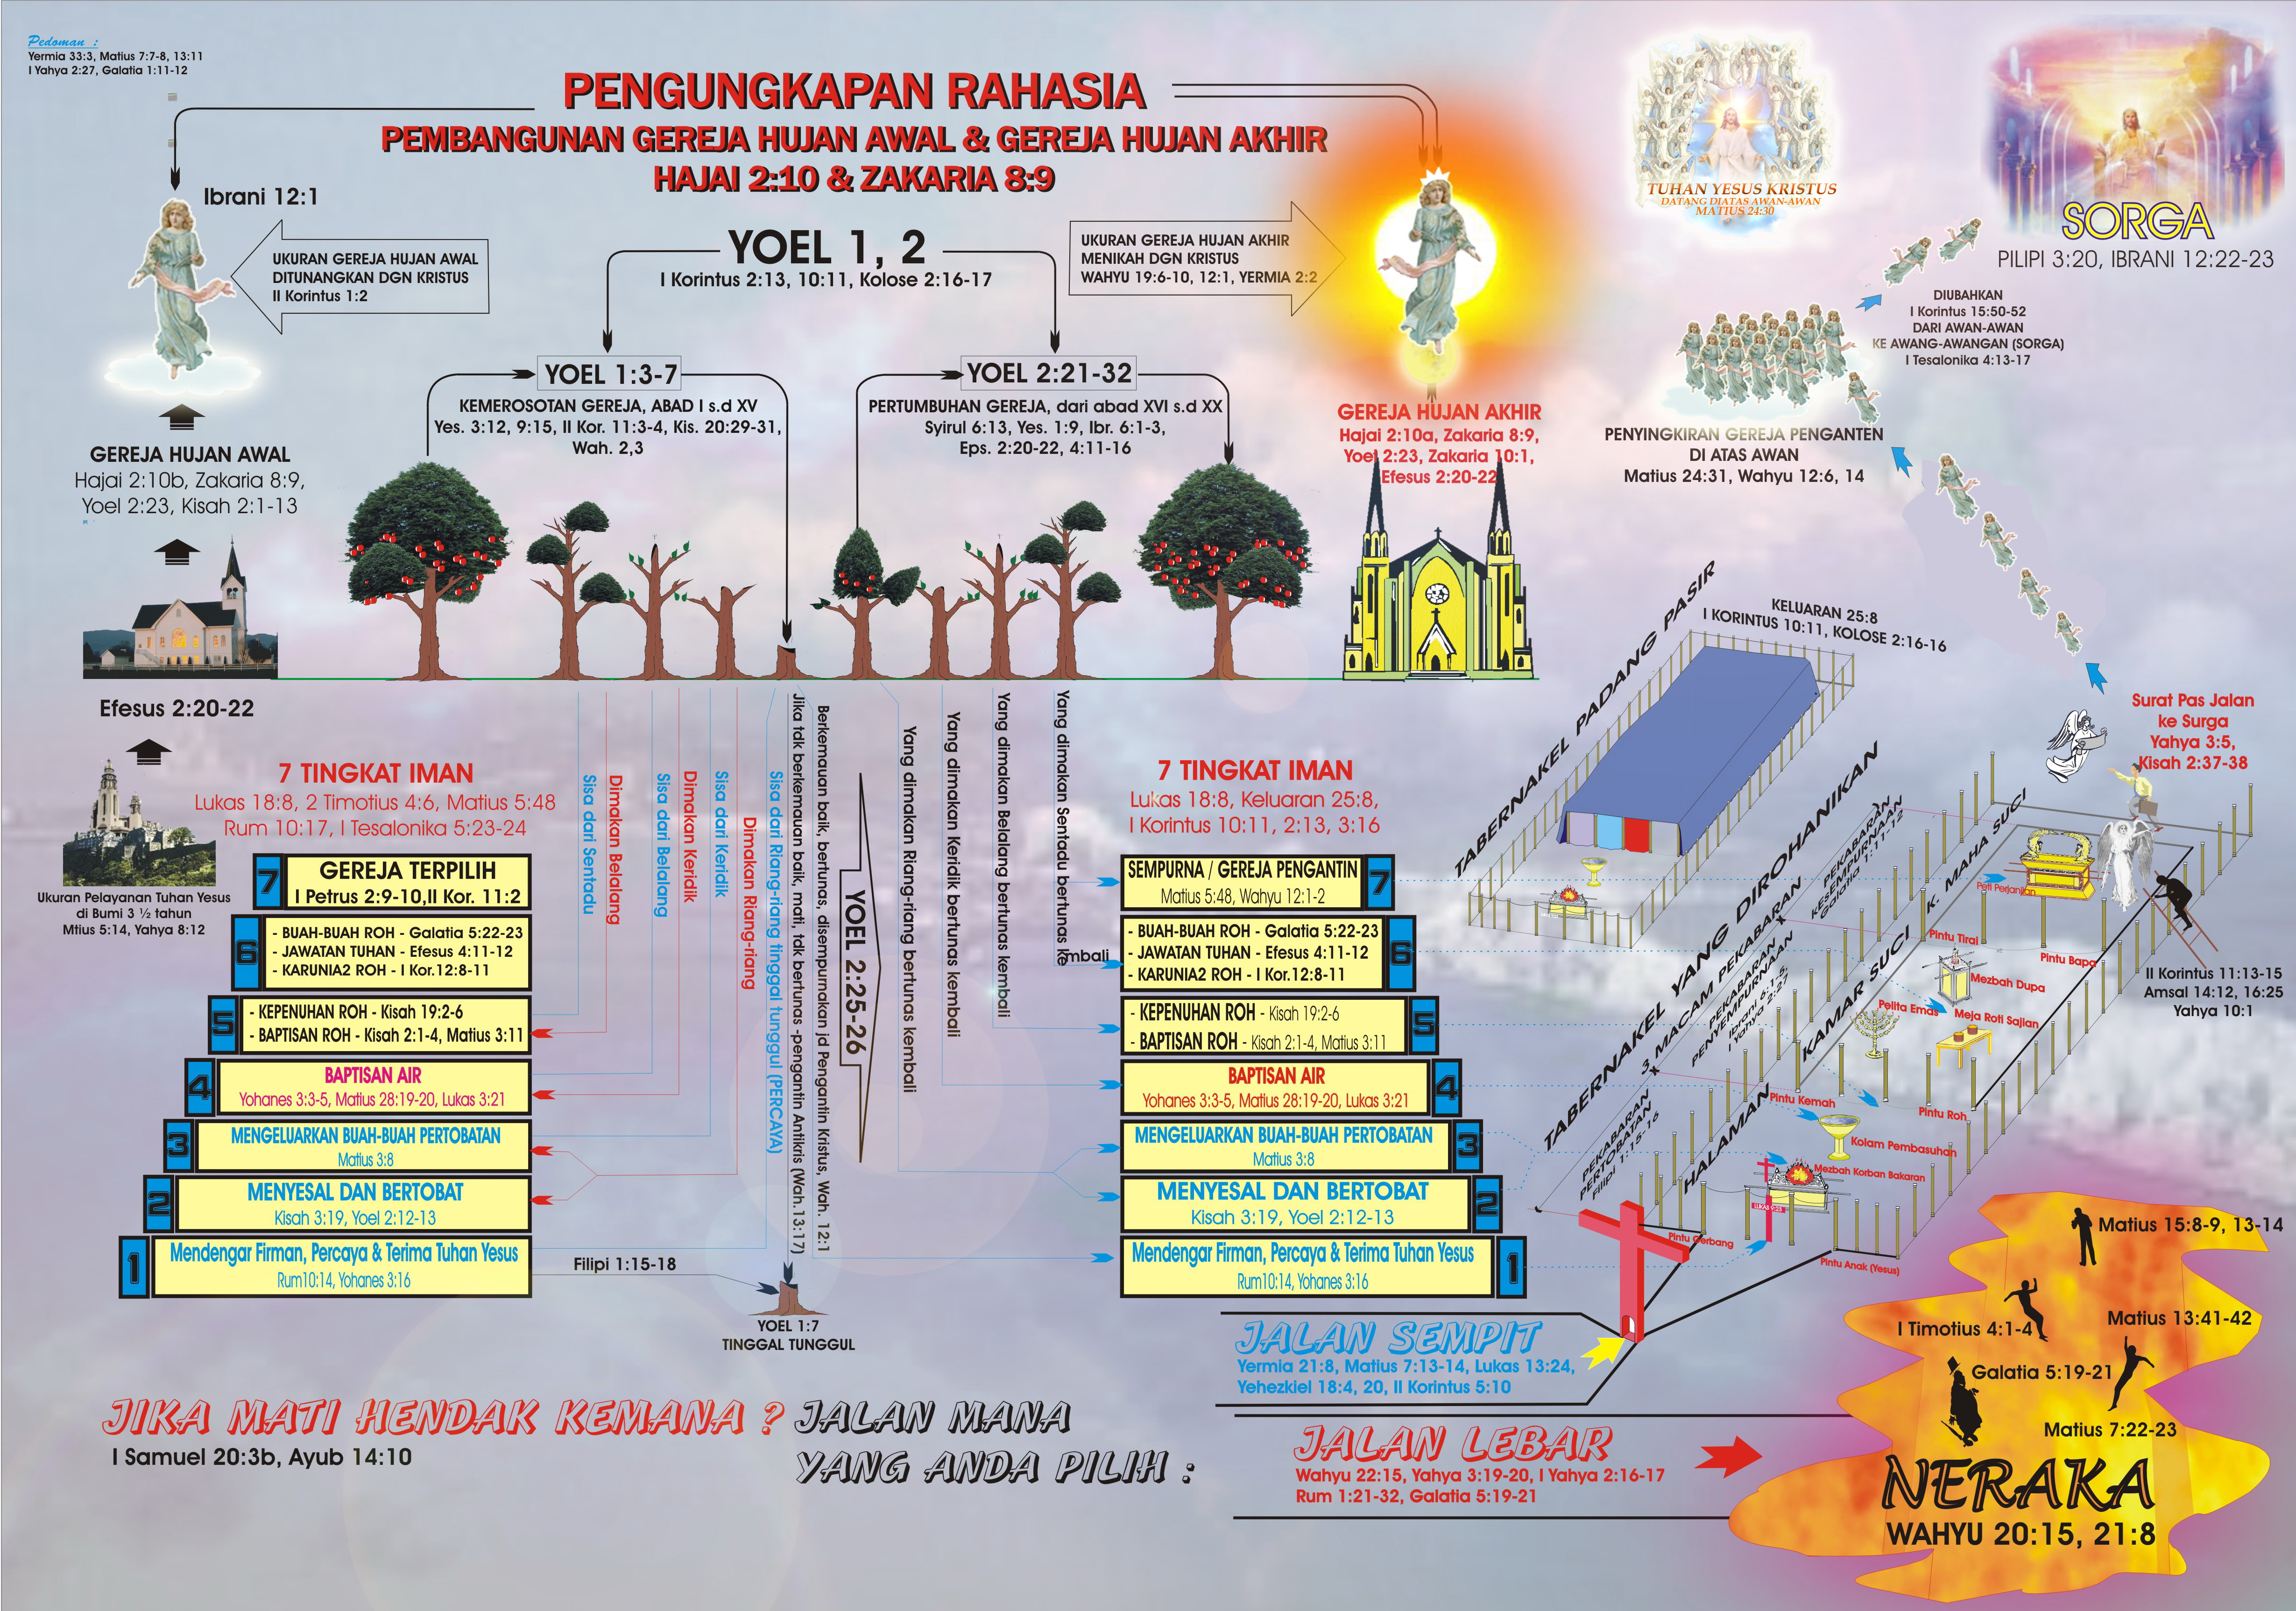 Pedoman :
Yermia 33:3, Matius 7:7-8, 13:11
I Yahya 2:27, Galatia 1:11-12
PENGUNGKAPAN RAHASIA
PEMBANGUNAN GEREJA HUJAN AWAL & GEREJA HUJAN AKHIR
HAJAI 2:10 & ZAKARIA 8:9
Ibrani 12:1
UKURAN GEREJA HUJAN AWAL
DITUNANGKAN DGN KRISTUS
II Korintus 1:2
YOEL 1, 2
I Korintus 2:13, 10:11, Kolose 2:16-17
UKURAN GEREJA HUJAN AKHIR
MENIKAH DGN KRISTUS
WAHYU 19:6-10, 12:1, YERMIA 2:2
TUHAN YESUS KRISTUS
DATANG DIATAS AWAN-AWAN
MATIUS 24:30
SORGA
PILIPI 3:20, IBRANI 12:22-23
DIUBAHKAN
I Korintus 15:50-52
DARI AWAN-AWAN
KE AWANG-AWANGAN (SORGA)
I Tesalonika 4:13-17
PENYINGKIRAN GEREJA PENGANTEN
DI ATAS AWAN
Matius 24:31, Wahyu 12:6, 14
YOEL 1:3-7
KEMEROSOTAN GEREJA, ABAD I s.d XV
Yes. 3:12, 9:15, II Kor. 11:3-4, Kis. 20:29-31,
Wah. 2,3
YOEL 2:21-32
PERTUMBUHAN GEREJA, dari abad XVI s.d XX
Syirul 6:13, Yes. 1:9, Ibr. 6:1-3,
Eps. 2:20-22, 4:11-16
GEREJA HUJAN AKHIR
Hajai 2:10a, Zakaria 8:9,
Yoel 2:23, Zakaria 10:1,
Efesus 2:20-22
GEREJA HUJAN AWAL
Hajai 2:10b, Zakaria 8:9,
Yoel 2:23, Kisah 2:1-13
Efesus 2:20-22
Ukuran Pelayanan Tuhan Yesus
di Bumi 3 ½ tahun
Mtius 5:14, Yahya 8:12
7 TINGKAT IMAN
Lukas 18:8, 2 Timotius 4:6, Matius 5:48
Rum 10:17, I Tesalonika 5:23-24
7
GEREJA TERPILIH
I Petrus 2:9-10,II Kor. 11:2
6
- BUAH-BUAH ROH - Galatia 5:22-23
- JAWATAN TUHAN - Efesus 4:11-12
- KARUNIA2 ROH - I Kor.12:8-11
5
- KEPENUHAN ROH - Kisah 19:2-6
- BAPTISAN ROH - Kisah 2:1-4, Matius 3:11
4
BAPTISAN AIR
Yohanes 3:3-5, Matius 28:19-20, Lukas 3:21
3
MENGELUARKAN BUAH-BUAH PERTOBATAN
Matius 3:8
2
MENYESAL DAN BERTOBAT
Kisah 3:19, Yoel 2:12-13
1
Mendengar Firman, Percaya & Terima Tuhan Yesus
Rum10:14, Yohanes 3:16
Sisa dari Sentadu
Dimakan Belalang
Sisa dari Belalang
Dimakan Keridik
Sisa dari Keridik
Dimakan Riang-riang
Sisa dari Riang-riang tinggal tunggul (PERCAYA)
Jika tdk berkemauan baik, mati, tdk bertunas -pengantin Antikris (Wah.13:17)
Berkemauan baik, bertunas, disempurnakan jd Pengantin Kristus, Wah. 12:1
YOEL 2:25-26
Yang dimakan Riang-riang bertunas kembali
Yang dimakan Keridik bertunas kembali
Yang dimakan Belalang bertunas kembali
Yang dimakan Sentadu bertunas ke
mbali
Filipi 1:15-18
YOEL 1:7
TINGGAL TUNGGUL
7 TINGKAT IMAN
Lukas 18:8, Keluaran 25:8,
I Korintus 10:11, 2:13, 3:16
SEMPURNA / GEREJA PENGANTIN
Matius 5:48, Wahyu 12:1-2
7
- BUAH-BUAH ROH - Galatia 5:22-23
- JAWATAN TUHAN - Efesus 4:11-12
- KARUNIA2 ROH - I Kor.12:8-11
6
- KEPENUHAN ROH - Kisah 19:2-6
- BAPTISAN ROH - Kisah 2:1-4, Matius 3:11
5
BAPTISAN AIR
Yohanes 3:3-5, Matius 28:19-20, Lukas 3:21
4
MENGELUARKAN BUAH-BUAH PERTOBATAN
Matius 3:8
3
MENYESAL DAN BERTOBAT
Kisah 3:19, Yoel 2:12-13
2
Mendengar Firman, Percaya & Terima Tuhan Yesus
Rum10:14, Yohanes 3:16
1
TABERNAKEL PADANG PASIR
KELUARAN 25:8
I KORINTUS 10:11, KOLOSE 2:16-16
Surat Pas Jalan
ke Surga
Yahya 3:5,
Kisah 2:37-38
TABERNAKEL YANG DIROHANIKAN
3 MACAM PEKABARAN
PEKABARAN
PERTOBATAN
Filipi 1:15-16
PEKABARAN
PENYEMPURNAAN
Ibrani 6:1-5,
I Yahya 2:27
PEKABARAN
KESEMPURNAAN
Galatia 1:11-12
HALAMAN
KAMAR SUCI
K. MAHA SUCI
Peti Perjanjian
Pintu Tirai
Pintu Bapa
Mezbah Dupa
Pelita Emas
Meja Roti Sajian
Pintu Kemah
Pintu Roh
Kolam Pembasuhan
Mezbah Korban Bakaran
Pintu Gerbang
Pintu Anak (Yesus)
II Korintus 11:13-15
Amsal 14:12, 16:25
Yahya 10:1
JALAN SEMPIT
Yermia 21:8, Matius 7:13-14, Lukas 13:24,
Yehezkiel 18:4, 20, II Korintus 5:10
JALAN LEBAR
Wahyu 22:15, Yahya 3:19-20, I Yahya 2:16-17
Rum 1:21-32, Galatia 5:19-21
JIKA MATI HENDAK KEMANA ?
I Samuel 20:3b, Ayub 14:10
JALAN MANA
YANG ANDA PILIH :
Matius 15:8-9, 13-14
I Timotius 4:1-4
Matius 13:41-42
Galatia 5:19-21
Matius 7:22-23
NERAKA
WAHYU 20:15, 21:8